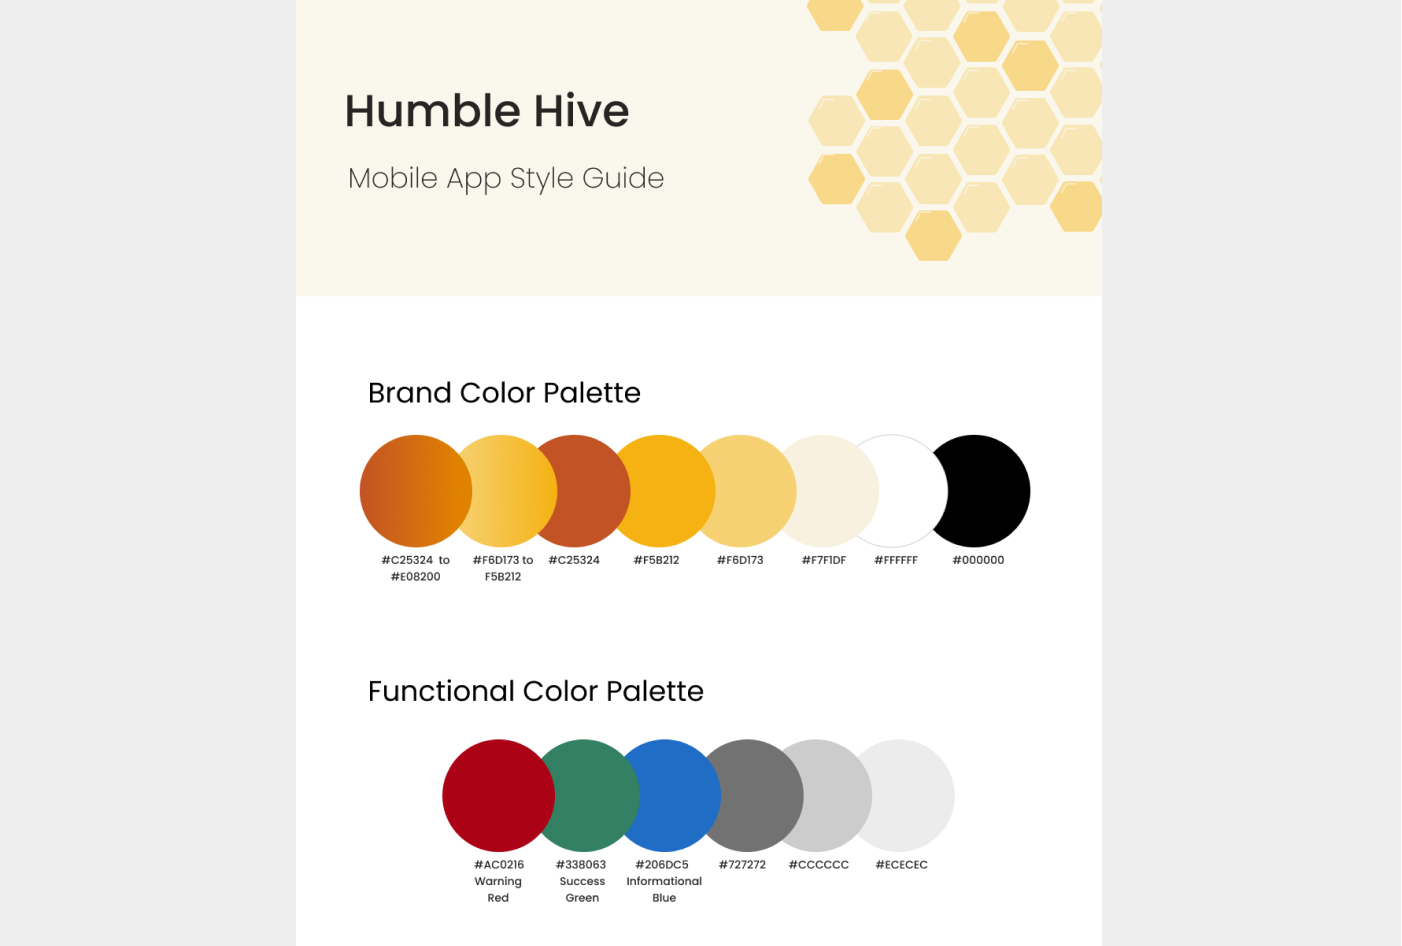 Humble Hive
Mobile App Style Guide
Brand Color Palette
#C25324 to
#E08200
#F6D173 to
F5B212
#C25324
#F5B212
#F6D173
#F7F1DF
#FFFFFF
#000000
Functional Color Palette
#AC0216
Warning
Red
#338063
Success
Green
#206DC5
Informational
Blue
#727272
#CCCCCC
#ECECEC